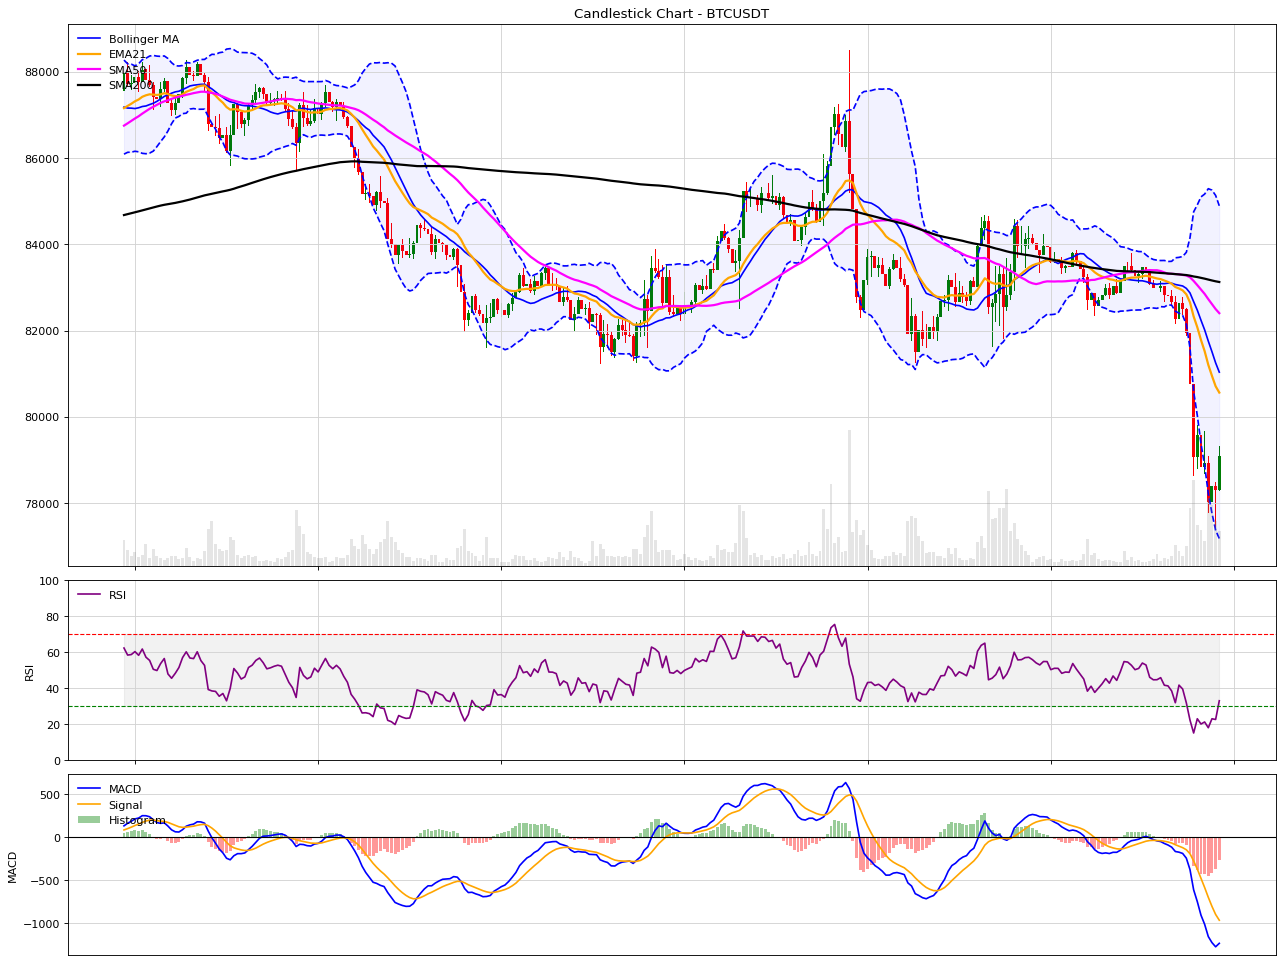 Candlestick Chart - BTCUSDT
Bollinger MA
EMA21
SMA50
SMA200
88000
86000
84000
82000
80000
78000
RSI
100
80
60
40
20
0
RSI
MACD
Signal
Histogram
500
0
−500
−1000
MACD